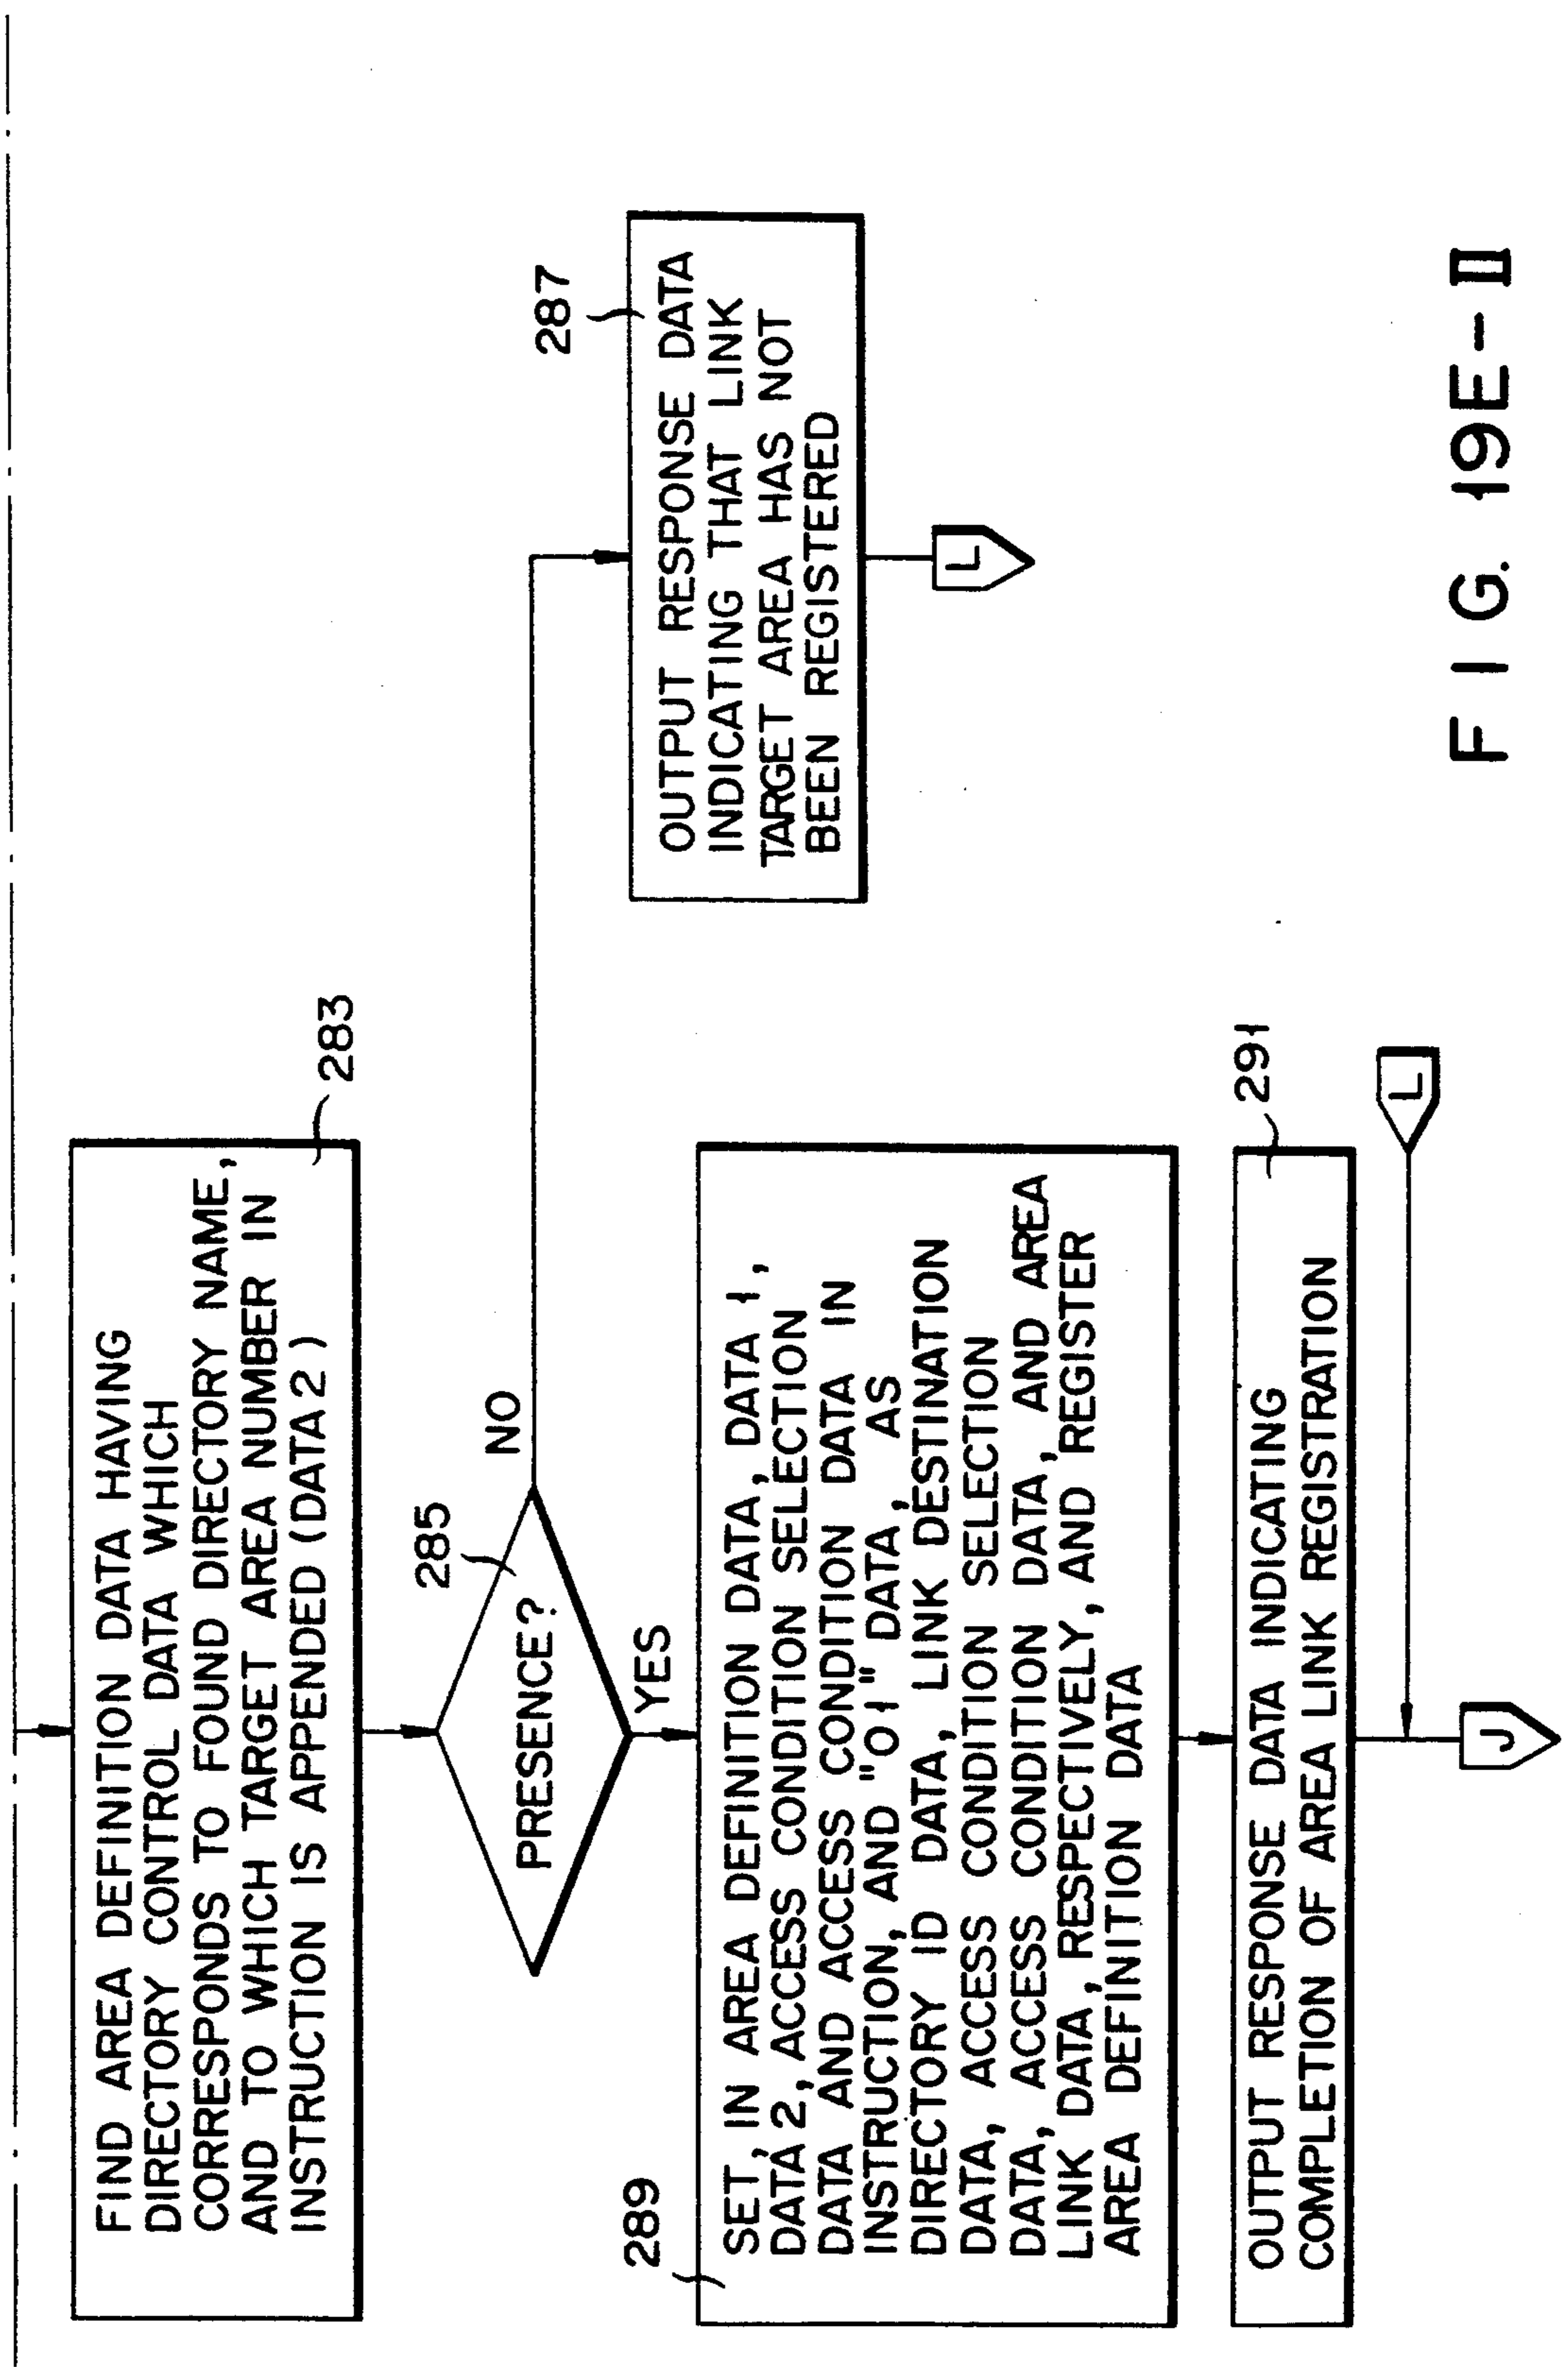 FIND AREA DEFINITION DATA HAVING
DIRECTORY CONTROL DATA WHICH
CORRESPONDS TO FOUND DIRECTORY NAME,
AND TO WHICH TARGET AREA NUMBER IN
INSTRUCTION IS APPENDED (DATA 2)
283
285
PRESENCE?
NO
YES
287
OUTPUT RESPONSE DATA
INDICATING THAT LINK
TARGET AREA HAS NOT
BEEN REGISTERED
L
289
SET, IN AREA DEFINITION DATA, DATA 1,
DATA 2, ACCESS CONDITION SELECTION
DATA AND ACCESS CONDITION DATA IN
INSTRUCTION, AND "01" DATA, AS
DIRECTORY ID DATA, LINK DESTINATION
DATA, ACCESS CONDITION SELECTION
DATA, ACCESS CONDITION DATA, AND AREA
LINK DATA, RESPECTIVELY, AND REGISTER
AREA DEFINITION DATA
291
OUTPUT RESPONSE DATA INDICATING
COMPLETION OF AREA LINK REGISTRATION
L
J
FIG. 19E-II